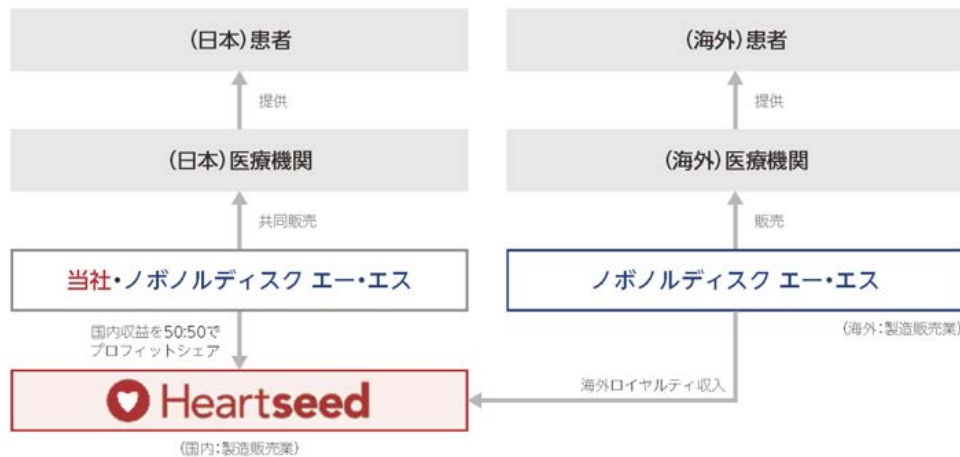 (日本)患者
(海外)患者
提供
提供
(日本)医療機関
(海外)医療機関
共同販売
販売
当社・ノボノルディスク エー・エス
ノボノルディスク エー・エス
国内収益を50:50で
プロフィットシェア
(海外:製造販売業)
海外ロイヤルティ収入
Heartseed
(国内:製造販売業)